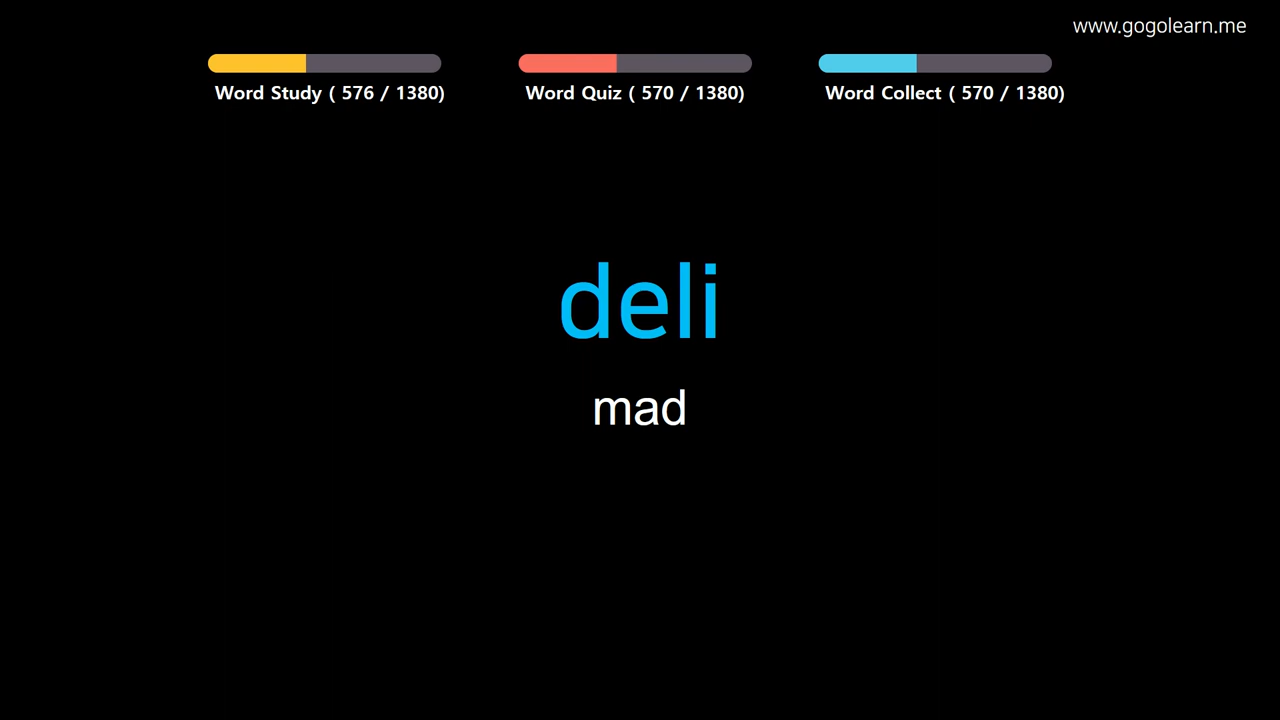 www.gogolearn.me
Word Study ( 576 / 1380)
Word Quiz ( 570 / 1380)
Word Collect ( 570 / 1380)
deli
mad